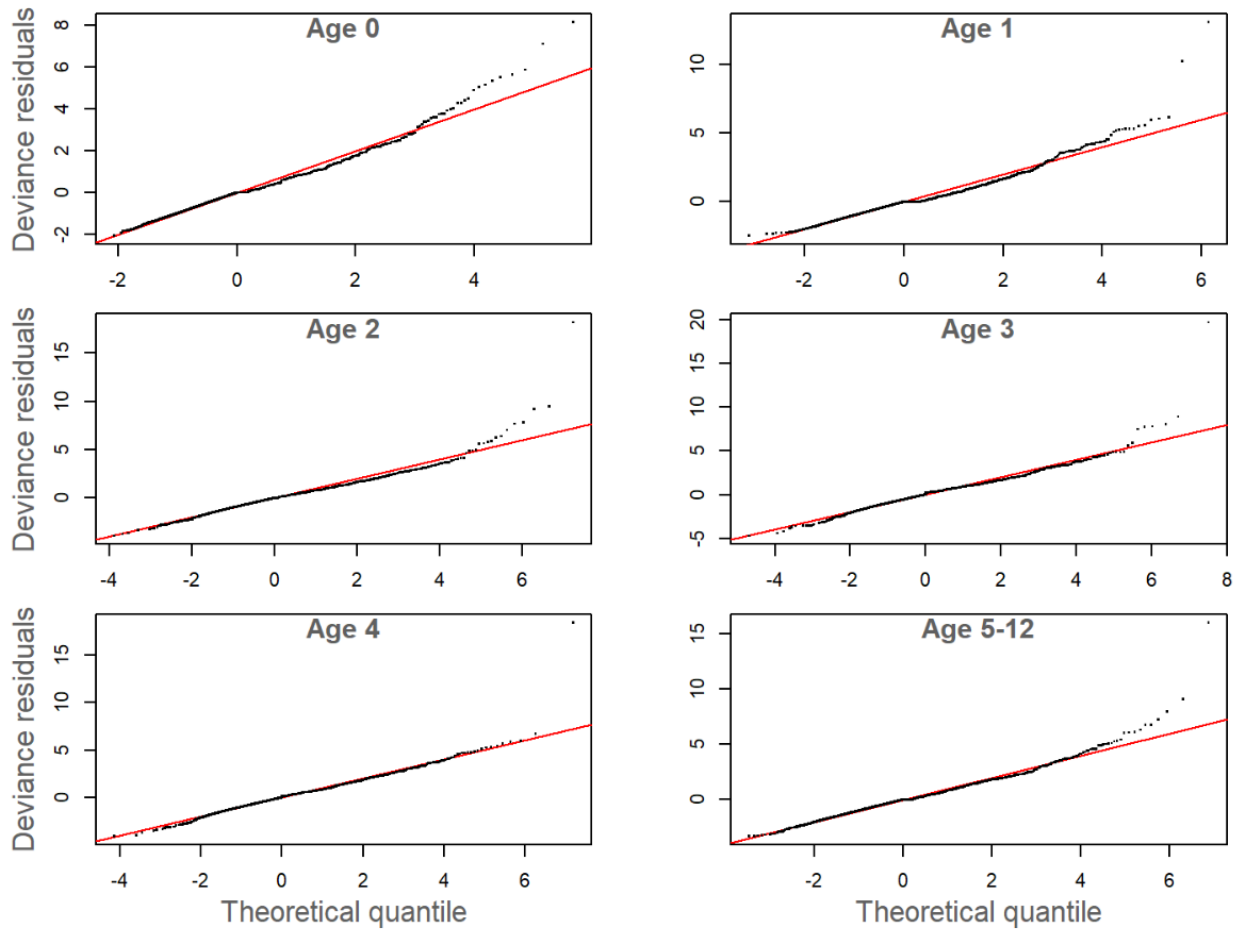 Age 0
Deviance residuals
8
6
4
2
0
-2
-2 0 2 4
Age 1
10
5
0
-2 0 2 4 6
Age 2
Deviance residuals
15
10
5
0
-4 -2 0 2 4 6
Age 3
20
15
10
5
0
-5
-4 -2 0 2 4 6 8
Age 4
Deviance residuals
15
10
5
0
-4 -2 0 2 4 6
Theoretical quantile
Age 5-12
15
10
5
0
-2 0 2 4 6
Theoretical quantile